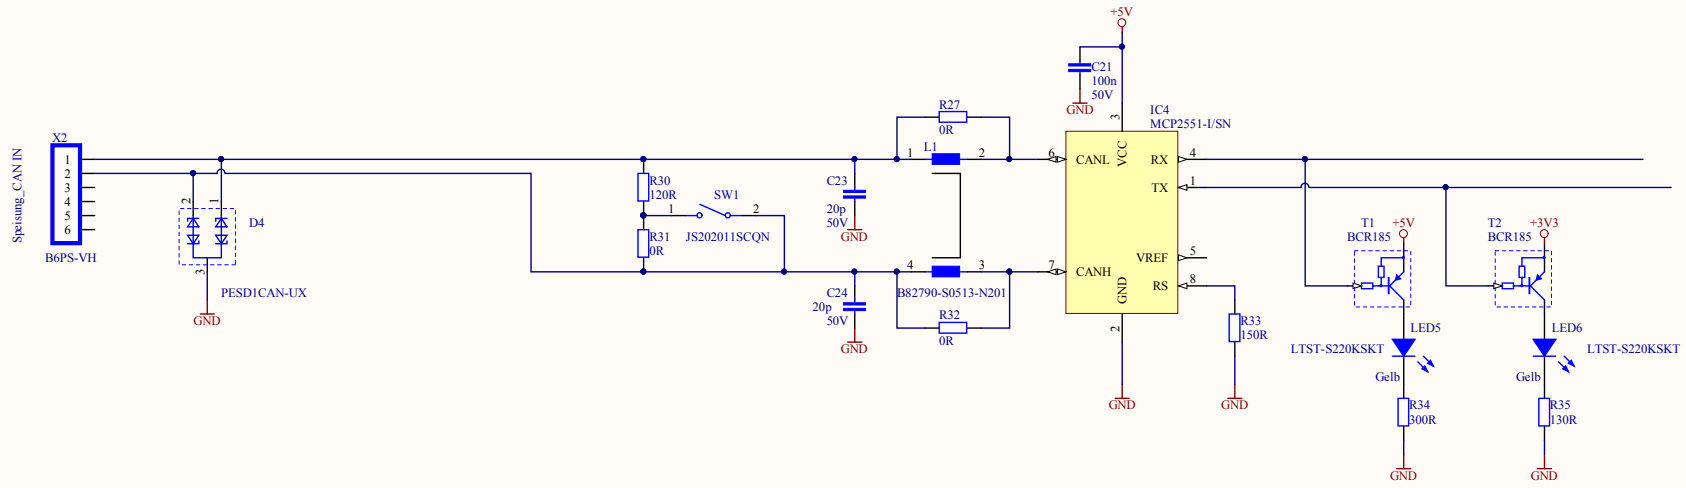 Speisung_CAN IN
X2
1
2
3
4
5
6
B6PS-VH
2
1
3
D4
PESD1CAN-UX
GND
R30
120R
R31
0R
SW1
1
2
JS202011SCQN
C23
20p
50V
GND
C24
20p
50V
GND
R27
0R
L1
1
2
4
3
B82790-S0513-N201
R32
0R
+5V
C21
100n
50V
GND
IC4
MCP2551-I/SN
3
VCC
6
CANL
RX
4
TX
1
VREF
5
7
CANH
RS
8
GND
2
GND
R33
150R
GND
T1
BCR185
+5V
LED5
LTST-S220KSKT
Gelb
R34
300R
GND
T2
BCR185
+3V3
LED6
LTST-S220KSKT
Gelb
R35
130R
GND